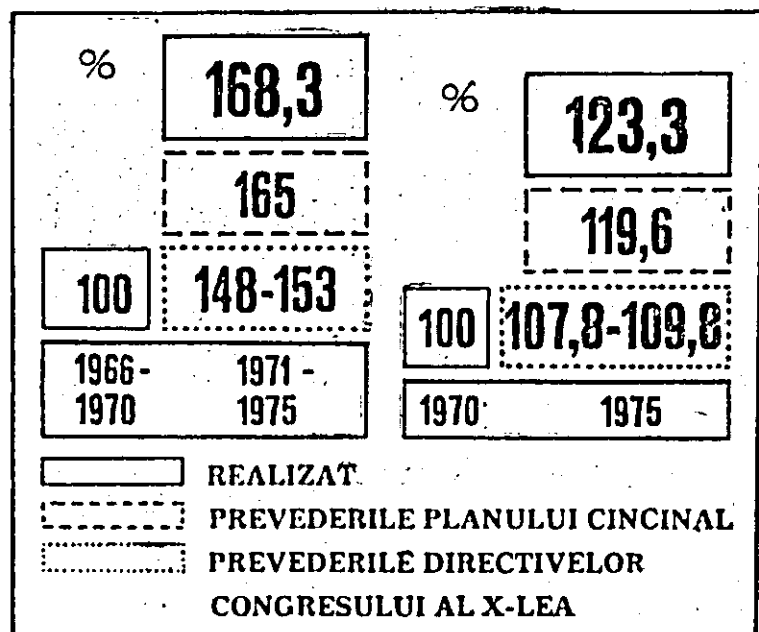 %
168,3
165
100 148-153
1966- 1971-
1970 1975
%
123,3
119,6
100 107,8-109,8
1970 1975
REALIZAT
PREVEDERILE PLANULUI CINCINAL
PREVEDERILE DIRECTIVELOR
CONGRESULUI AL X-LEA